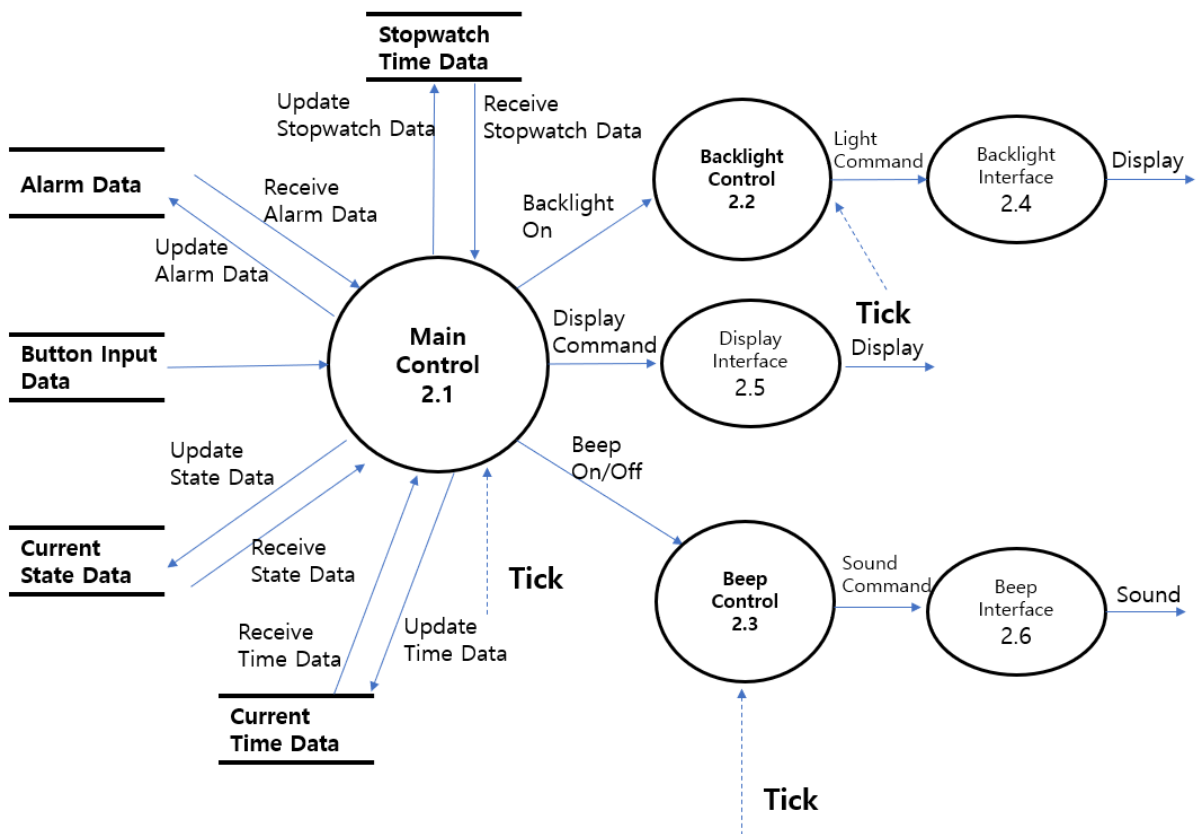 Stopwatch
Time Data
Update
Stopwatch Data
Receive
Stopwatch Data
Alarm Data
Receive
Alarm Data
Update
Alarm Data
Backlight
On
Backlight
Control
2.2
Light
Command
Backlight
Interface
2.4
Display
Tick
Button Input
Data
Main
Control
2.1
Display
Command
Display
Interface
2.5
Display
Update
State Data
Beep
On/Off
Current
State Data
Receive
State Data
Tick
Receive
Time Data
Update
Time Data
Current
Time Data
Beep
Control
2.3
Sound
Command
Beep
Interface
2.6
Sound
Tick